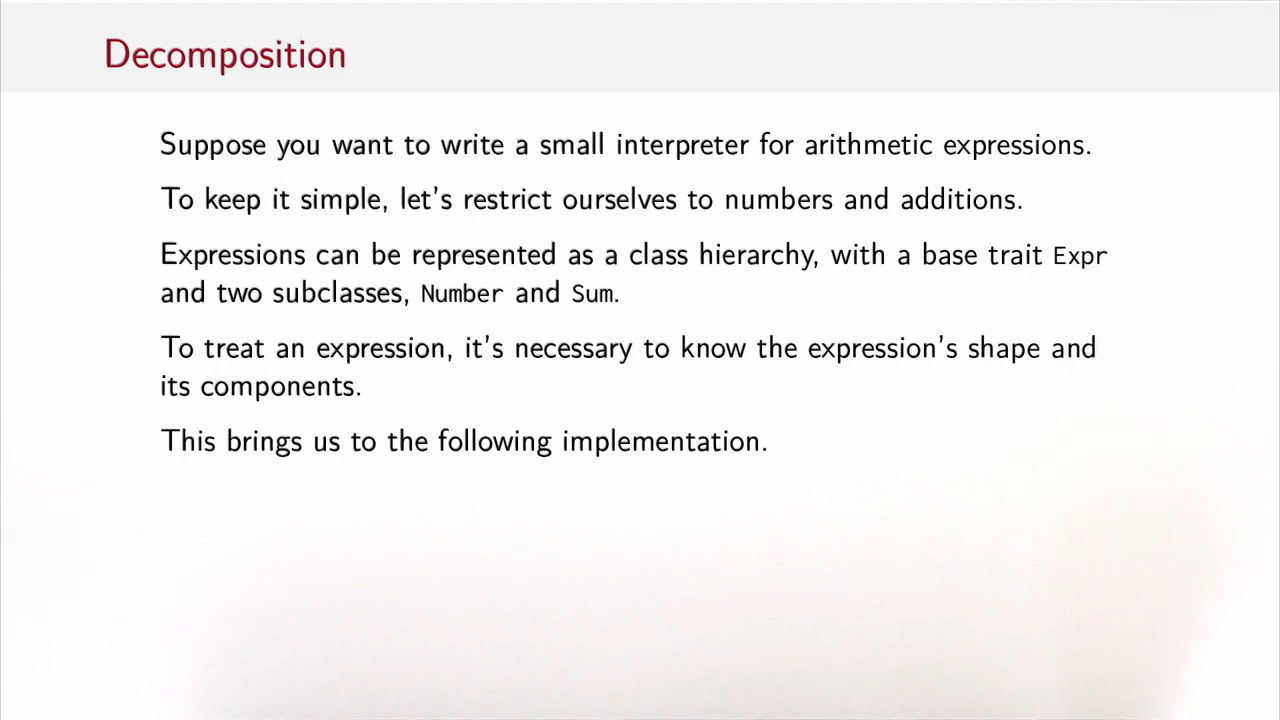 Decomposition
Suppose you want to write a small interpreter for arithmetic expressions.
To keep it simple, let's restrict ourselves to numbers and additions.
Expressions can be represented as a class hierarchy, with a base trait Expr
and two subclasses, Number and Sum.
To treat an expression, it's necessary to know the expression's shape and
its components.
This brings us to the following implementation.